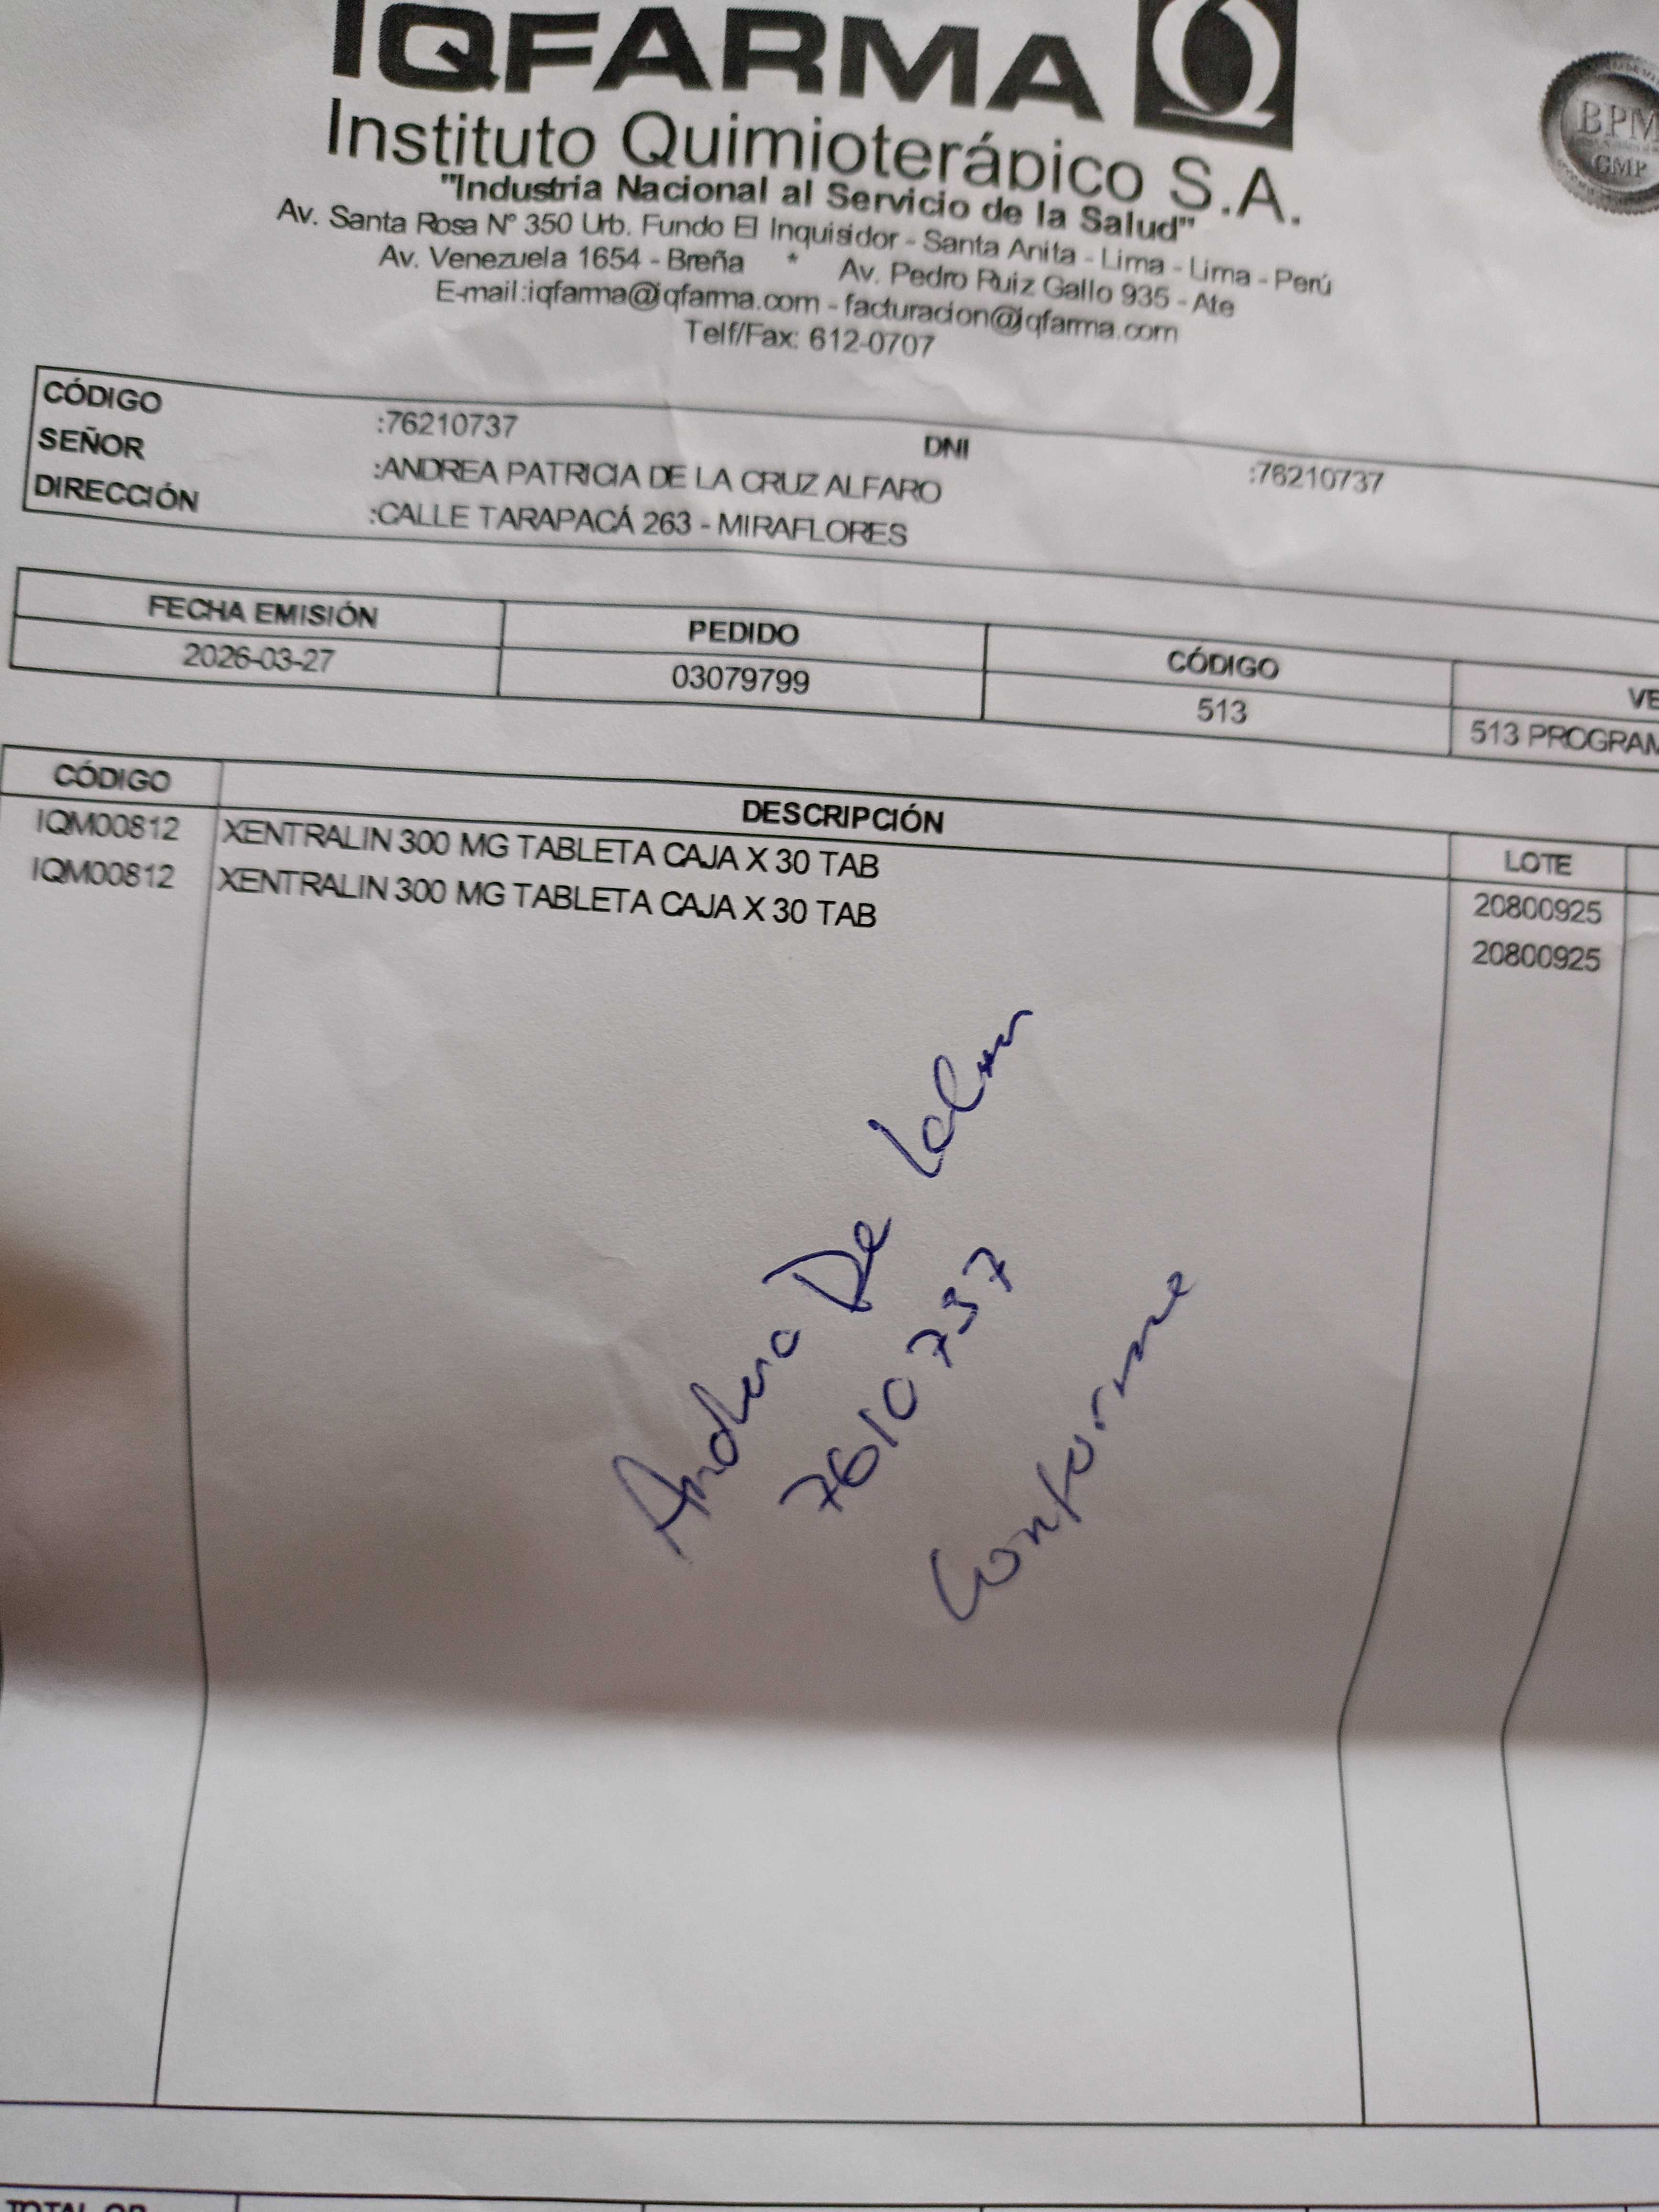 IQFARMA
Instituto Quimioterápico S.A.
"Industria Nacional al Servicio de la Salud"
Av. Santa Rosa N° 350 Urb. Fundo El Inquisidor - Santa Anita - Lima - Lima - Perú
Av. Venezuela 1654 - Breña * Av. Pedro Ruiz Gallo 935 - Ate
E-mail:iqfarma@iqfarma.com - facturacion@iqfarma.com
Telf/Fax: 612-0707
BPM
GMP
CÓDIGO :76210737 DNI :76210737
SEÑOR :ANDREA PATRICIA DE LA CRUZ ALFARO
DIRECCIÓN :CALLE TARAPACÁ 263 - MIRAFLORES
FECHA EMISIÓN PEDIDO CÓDIGO VE
2026-03-27 03079799 513 513 PROGRAM
CÓDIGO DESCRIPCIÓN LOTE
IQM00812 XENTRALIN 300 MG TABLETA CAJA X 30 TAB 20800925
IQM00812 XENTRALIN 300 MG TABLETA CAJA X 30 TAB 20800925
Andrea De
7610737
Conforme
TOTAL OP